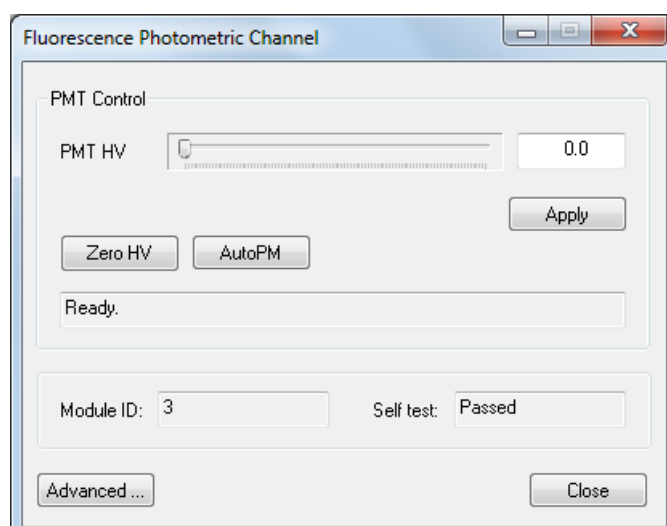 Fluorescence Photometric Channel
PMT Control
PMT HV 0.0
Apply
Zero HV AutoPM
Ready.
Module ID: 3 Self test: Passed
Advanced ... Close